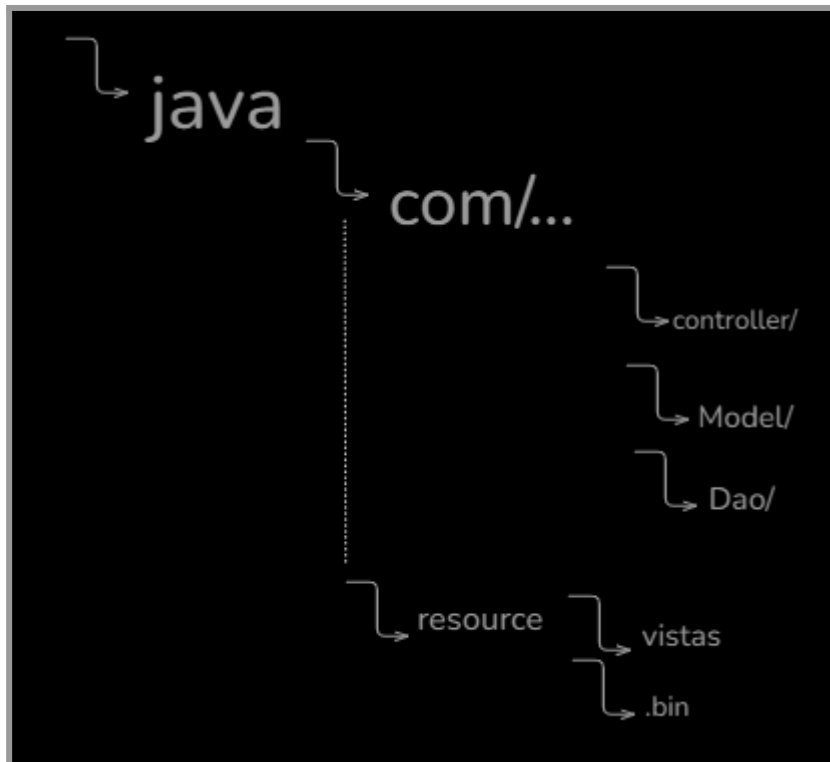 java
com/...
controller/
Model/
Dao/
resource
vistas
.bin